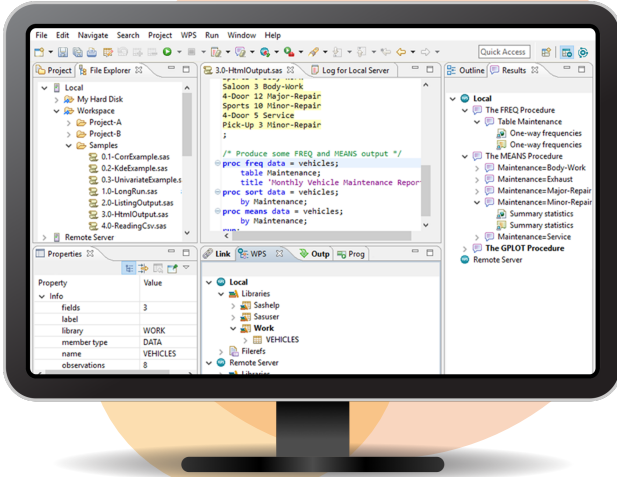 File Edit Navigate Search Project WPS Run Window Help
Quick Access
Project File Explorer
Local
My Hard Disk
Workspace
Project-A
Project-B
Samples
0.1-CorrExample.sas
0.2-KdeExample.sas
0.3-UnivariateExample.s
1.0-LongRun.sas
2.0-ListingOutput.sas
3.0-HtmlOutput.sas
4.0-ReadingCsv.sas
Remote Server
3.0-HtmlOutput.sas Log for Local Server
Saloon 3 Body-Work
4-Door 12 Major-Repair
Sports 10 Minor-Repair
4-Door 5 Service
Pick-Up 3 Minor-Repair
;
/* Produce some FREQ and MEANS output */
proc freq data = vehicles;
table Maintenance;
title 'Monthly Vehicle Maintenance Repor
proc sort data = vehicles;
by Maintenance;
proc means data = vehicles;
by Maintenance;
Outline Results
Local
The FREQ Procedure
Table Maintenance
One-way frequencies
One-way frequencies
The MEANS Procedure
Maintenance=Body-Work
Maintenance=Exhaust
Maintenance=Major-Repair
Maintenance=Minor-Repair
Summary statistics
Summary statistics
Maintenance=Service
The GPLOT Procedure
Remote Server
Properties
Property Value
Info
fields 3
label
library WORK
member type DATA
name VEHICLES
observations 8
Link WPS Outp Prog
Local
Libraries
Sashelp
Sasuser
Work
VEHICLES
Filerefs
Remote Server